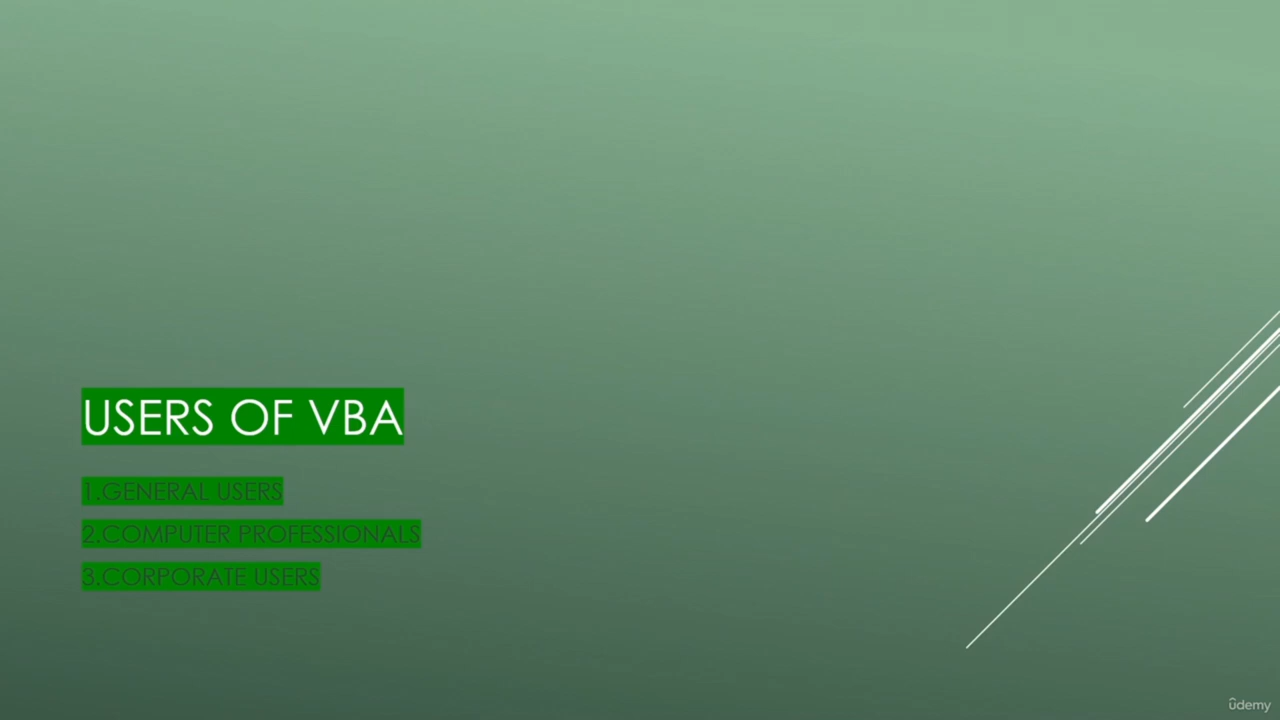 USERS OF VBA
1.GENERAL USERS
2.COMPUTER PROFESSIONALS
3.CORPORATE USERS
ûdemy